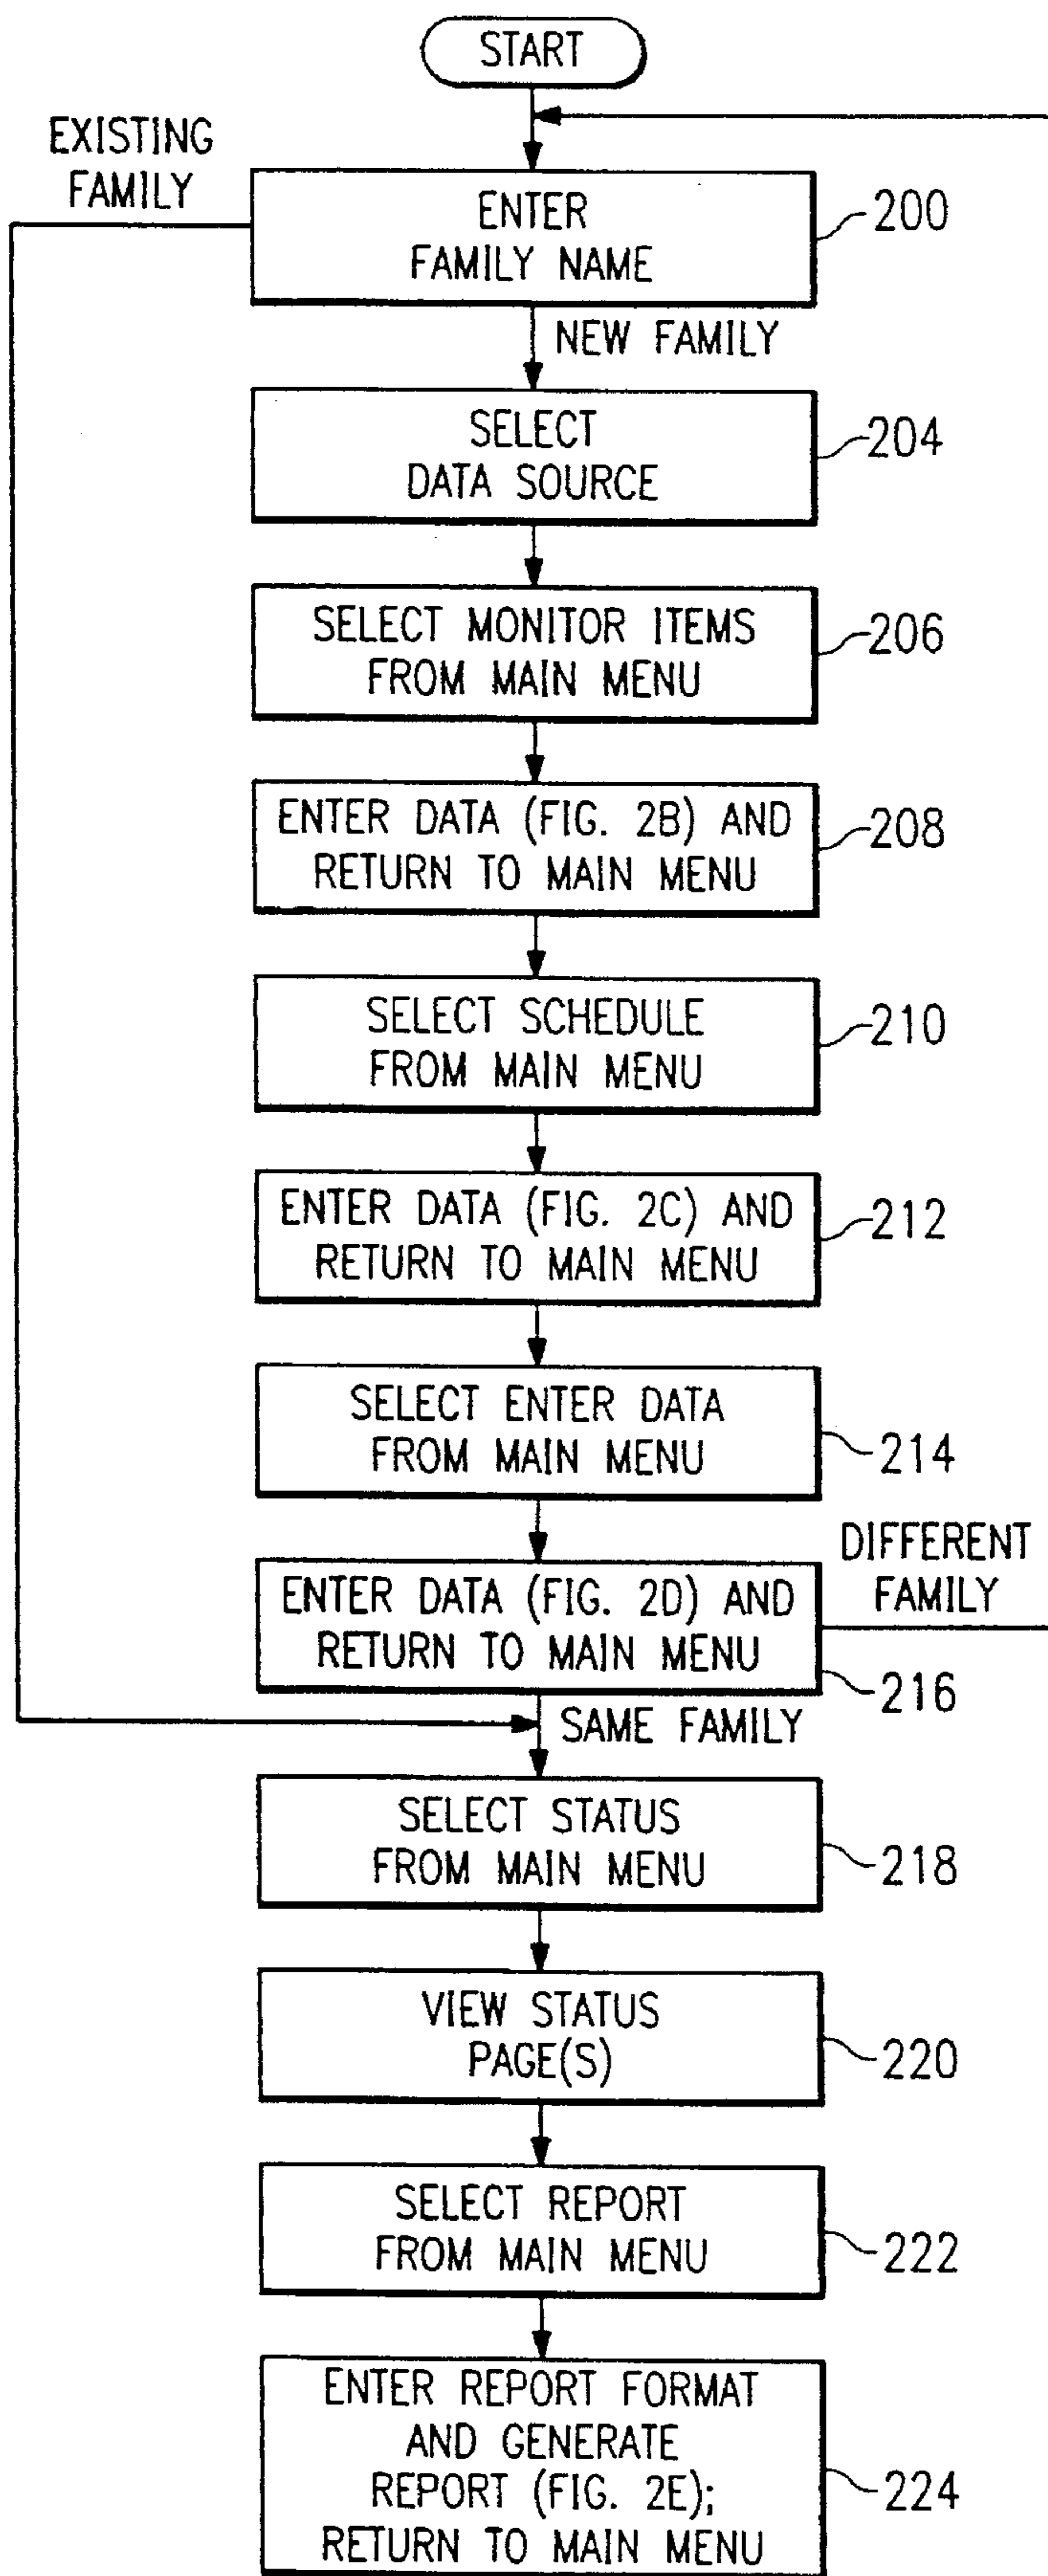 START
EXISTING
FAMILY
ENTER
FAMILY NAME
200
NEW FAMILY
SELECT
DATA SOURCE
204
SELECT MONITOR ITEMS
FROM MAIN MENU
206
ENTER DATA (FIG. 2B) AND
RETURN TO MAIN MENU
208
SELECT SCHEDULE
FROM MAIN MENU
210
ENTER DATA (FIG. 2C) AND
RETURN TO MAIN MENU
212
SELECT ENTER DATA
FROM MAIN MENU
214
DIFFERENT
FAMILY
ENTER DATA (FIG. 2D) AND
RETURN TO MAIN MENU
216
SAME FAMILY
SELECT STATUS
FROM MAIN MENU
218
VIEW STATUS
PAGE(S)
220
SELECT REPORT
FROM MAIN MENU
222
ENTER REPORT FORMAT
AND GENERATE
REPORT (FIG. 2E);
RETURN TO MAIN MENU
224